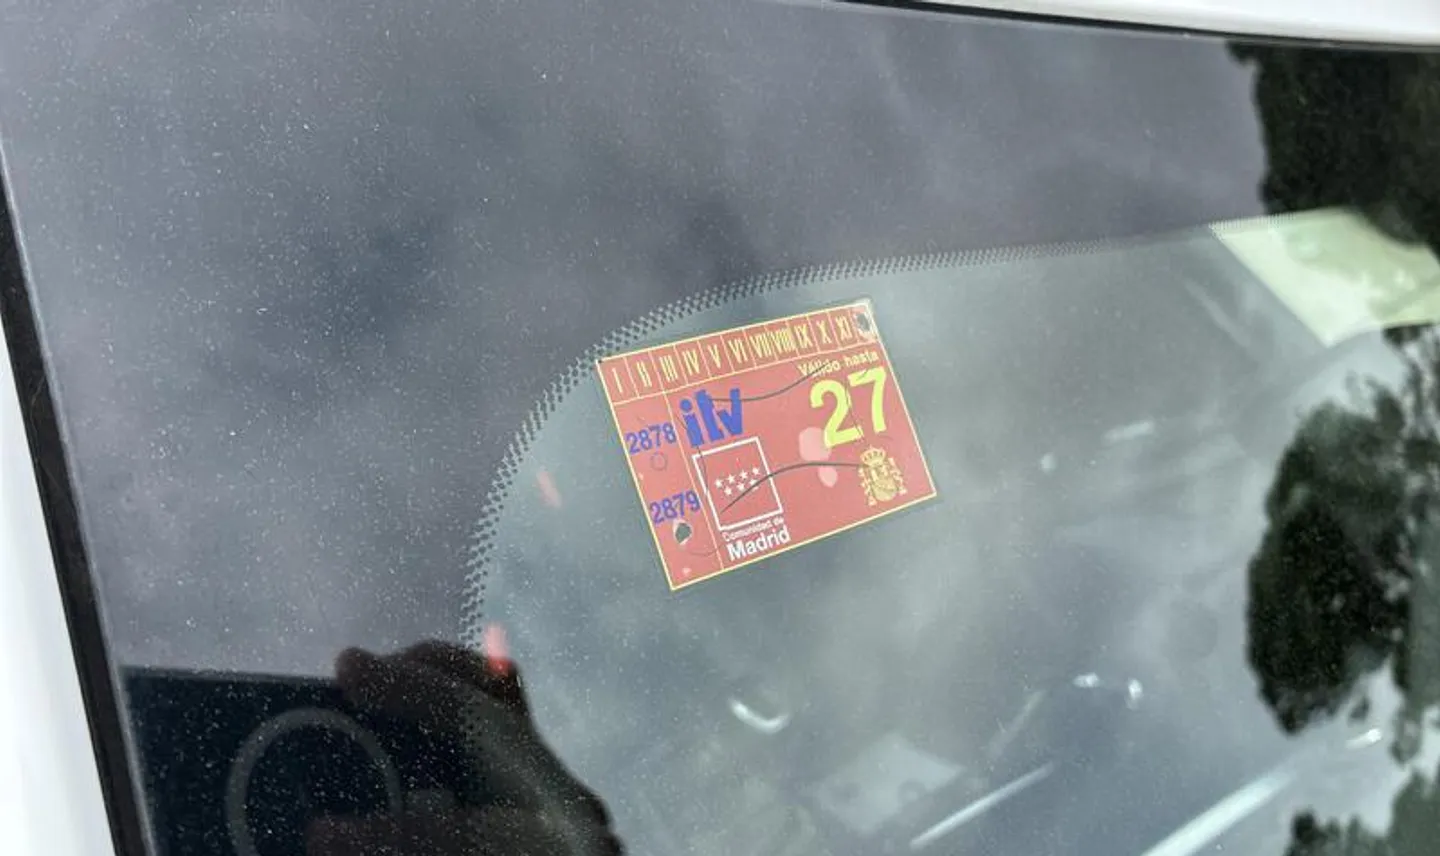 I II III IV V VI VII VIII IX X XI
Válido hasta
27
itv
2878
2879
Comunidad de
Madrid